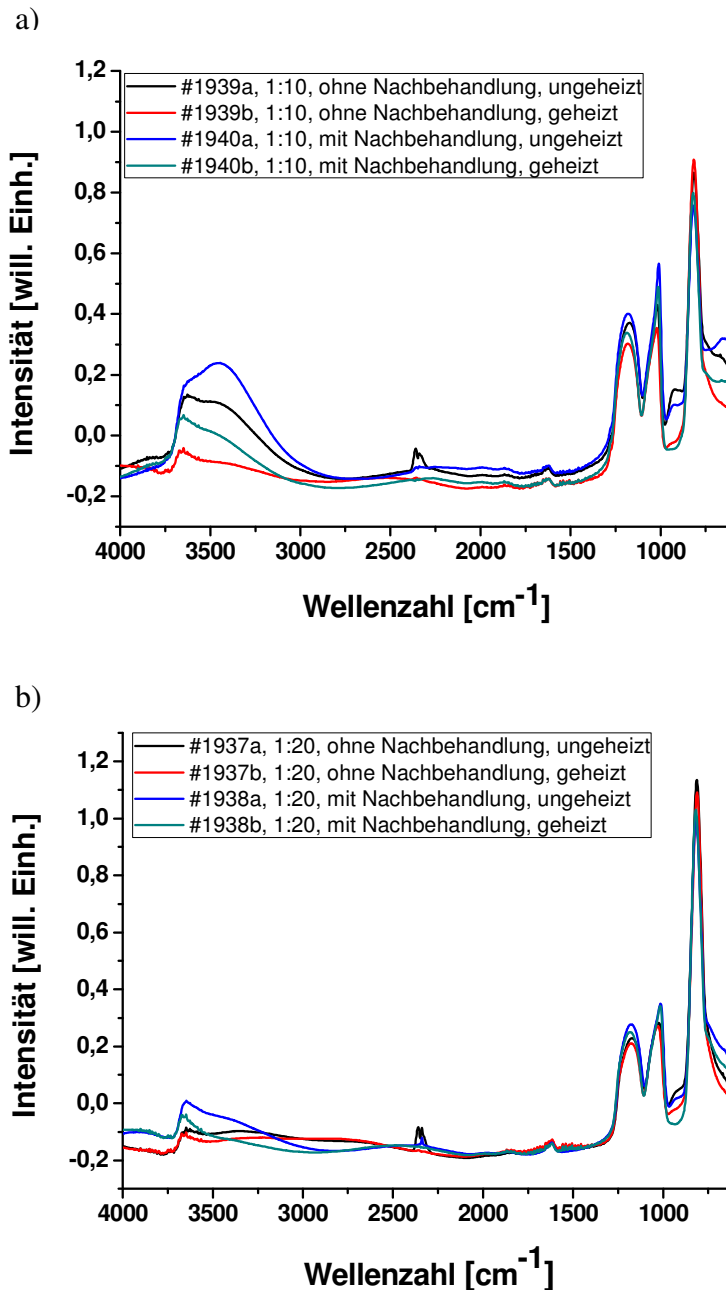 a)
1,2
1,0
0,8
0,6
0,4
0,2
0,0
-0,2
Intensität [will. Einh.]
#1939a, 1:10, ohne Nachbehandlung, ungeheizt
#1939b, 1:10, ohne Nachbehandlung, geheizt
#1940a, 1:10, mit Nachbehandlung, ungeheizt
#1940b, 1:10, mit Nachbehandlung, geheizt
4000 3500 3000 2500 2000 1500 1000
Wellenzahl [cm⁻¹]
b)
1,2
1,0
0,8
0,6
0,4
0,2
0,0
-0,2
Intensität [will. Einh.]
#1937a, 1:20, ohne Nachbehandlung, ungeheizt
#1937b, 1:20, ohne Nachbehandlung, geheizt
#1938a, 1:20, mit Nachbehandlung, ungeheizt
#1938b, 1:20, mit Nachbehandlung, geheizt
4000 3500 3000 2500 2000 1500 1000
Wellenzahl [cm⁻¹]